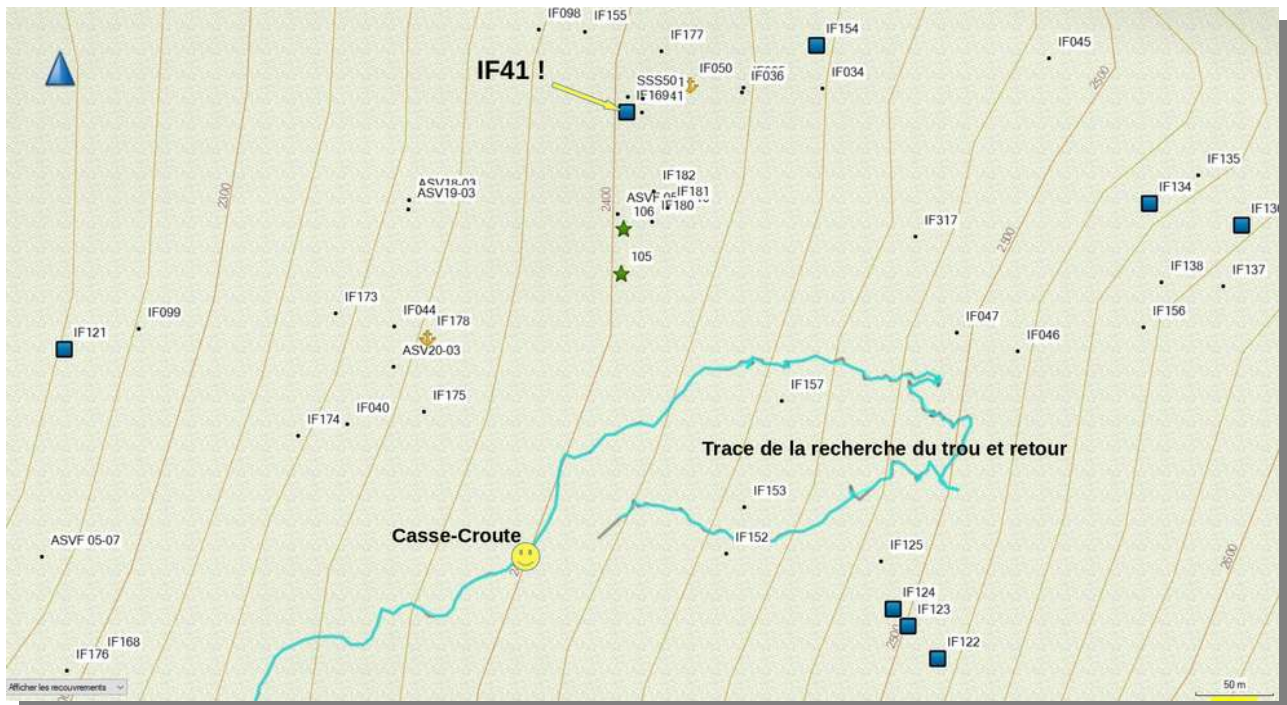 IF098
IF155
IF154
IF177
IF045
IF41 !
SSS501
IF050
IF036
IF034
2500
IF16941
IF135
IF182
ASV18-03
ASV19-03
2300
2400
IF181
IF134
106
IF180
IF317
2500
105
IF138
IF137
IF173
IF044
IF099
IF178
IF156
IF121
IF047
IF046
ASV20-03
IF157
IF175
IF174
IF040
Trace de la recherche du trou et retour
IF153
Casse-Croute
IF152
ASVF 05-07
IF125
2600
IF124
IF123
2500
IF168
IF176
IF122
Afficher les recouvrements
50 m